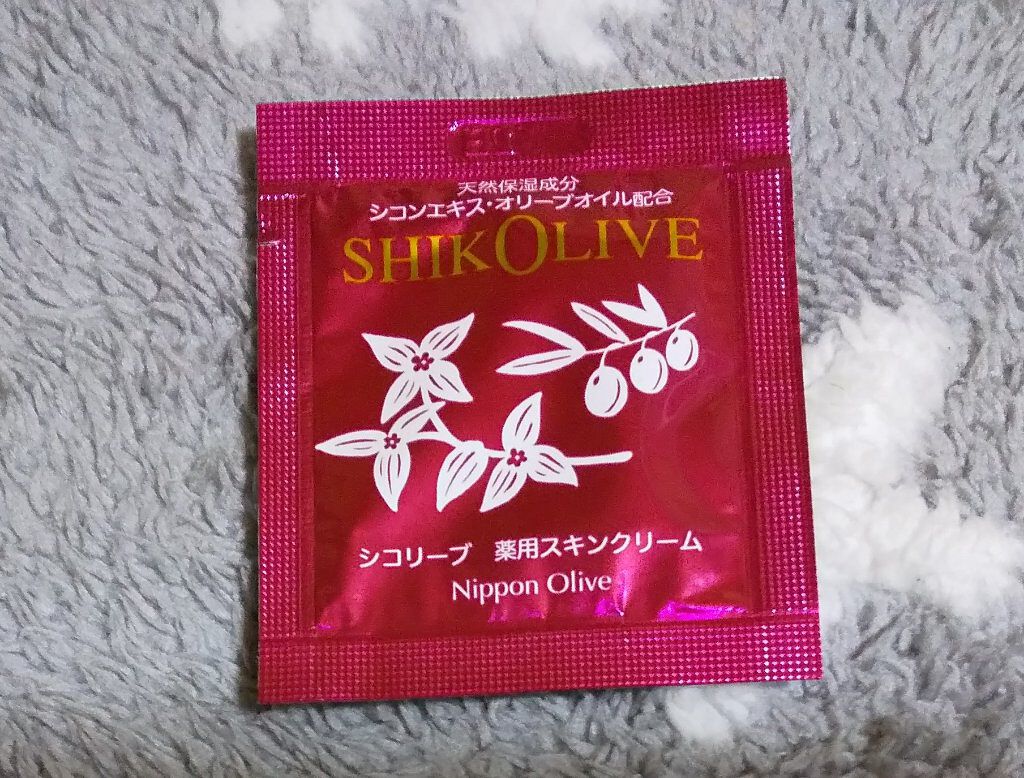 天然保湿成分
シコンエキス・オリーブオイル配合
SHIKOLIVE
シコリーブ 薬用スキンクリーム
Nippon Olive